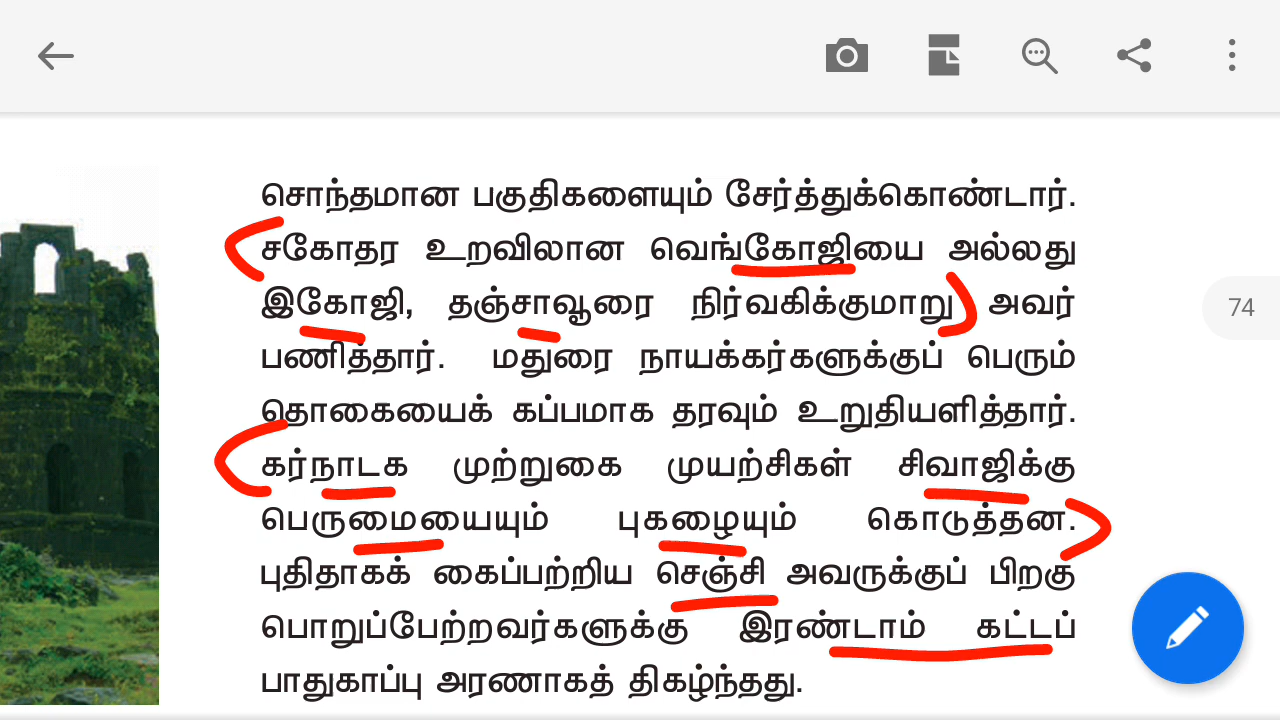 சொந்தமான பகுதிகளையும் சேர்த்துக்கொண்டார்.
சகோதர உறவிலான வெங்கோஜியை அல்லது
இகோஜி, தஞ்சாவூரை நிர்வகிக்குமாறு அவர்
பணித்தார். மதுரை நாயக்கர்களுக்குப் பெரும்
தொகையைக் கப்பமாக தரவும் உறுதியளித்தார்.
கர்நாடக முற்றுகை முயற்சிகள் சிவாஜிக்கு
பெருமையையும் புகழையும் கொடுத்தன.
புதிதாகக் கைப்பற்றிய செஞ்சி அவருக்குப் பிறகு
பொறுப்பேற்றவர்களுக்கு இரண்டாம் கட்டப்
பாதுகாப்பு அரணாகத் திகழ்ந்தது.
74